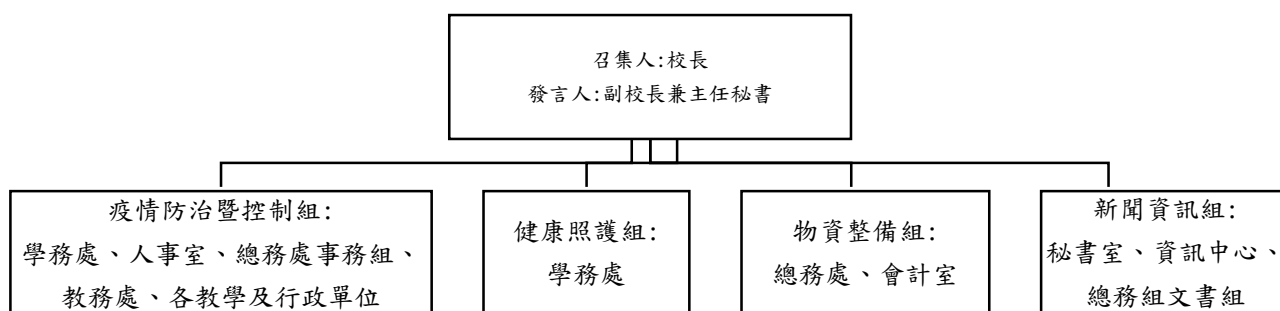 召集人:校長
發言人:副校長兼主任秘書
疫情防治暨控制組:
學務處、人事室、總務處事務組、
教務處、各教學及行政單位
健康照護組:
學務處
物資整備組:
總務處、會計室
新聞資訊組:
秘書室、資訊中心、
總務組文書組